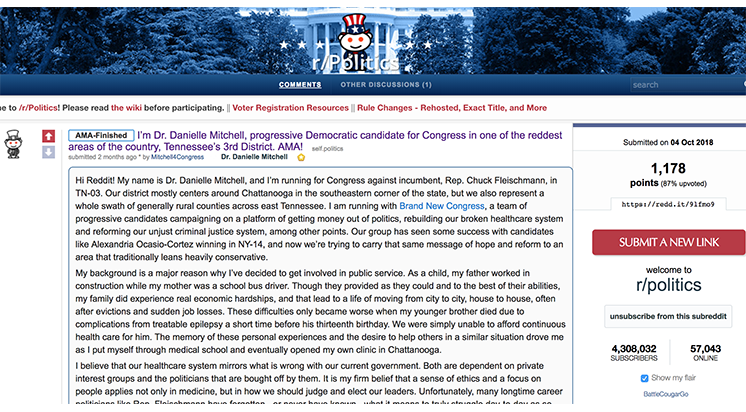 r/Politics
COMMENTS OTHER DISCUSSIONS (1)
search
ne to /r/Politics! Please read the wiki before participating. || Voter Registration Resources || Rule Changes - Rehosted, Exact Title, and More
AMA-Finished I'm Dr. Danielle Mitchell, progressive Democratic candidate for Congress in one of the reddest
areas of the country, Tennessee's 3rd District. AMA! self.politics
submitted 2 months ago * by Mitchell4Congress Dr. Danielle Mitchell
Hi Reddit! My name is Dr. Danielle Mitchell, and I'm running for Congress against incumbent, Rep. Chuck Fleischmann, in
TN-03. Our district mostly centers around Chattanooga in the southeastern corner of the state, but we also represent a
whole swath of generally rural counties across east Tennessee. I am running with Brand New Congress, a team of
progressive candidates campaigning on a platform of getting money out of politics, rebuilding our broken healthcare system
and reforming our unjust criminal justice system, among other points. Our group has seen some success with candidates
like Alexandria Ocasio-Cortez winning in NY-14, and now we're trying to carry that same message of hope and reform to an
area that traditionally leans heavily conservative.
My background is a major reason why I've decided to get involved in public service. As a child, my father worked in
construction while my mother was a school bus driver. Though they provided as they could and to the best of their abilities,
my family did experience real economic hardships, and that lead to a life of moving from city to city, house to house, often
after evictions and sudden job losses. These difficulties only became worse when my younger brother died due to
complications from treatable epilepsy a short time before his thirteenth birthday. We were simply unable to afford continuous
health care for him. The memory of these personal experiences and the desire to help others in a similar situation drove me
as I put myself through medical school and eventually opened my own clinic in Chattanooga.
I believe that our healthcare system mirrors what is wrong with our current government. Both are dependent on private
interest groups and the politicians that are bought off by them. It is my firm belief that a sense of ethics and a focus on
people applies not only in medicine, but in how we should judge and elect our leaders. Unfortunately, many longtime career
politicians like Rep. Fleischmann have forgotten - or never have known - what it means to truly struggle day to day so
Submitted on 04 Oct 2018
1,178
points (87% upvoted)
https://redd.it/9lfmo9
SUBMIT A NEW LINK
welcome to
r/politics
unsubscribe from this subreddit
4,308,032 57,043
SUBSCRIBERS ONLINE
Show my flair
BattleCougarGo